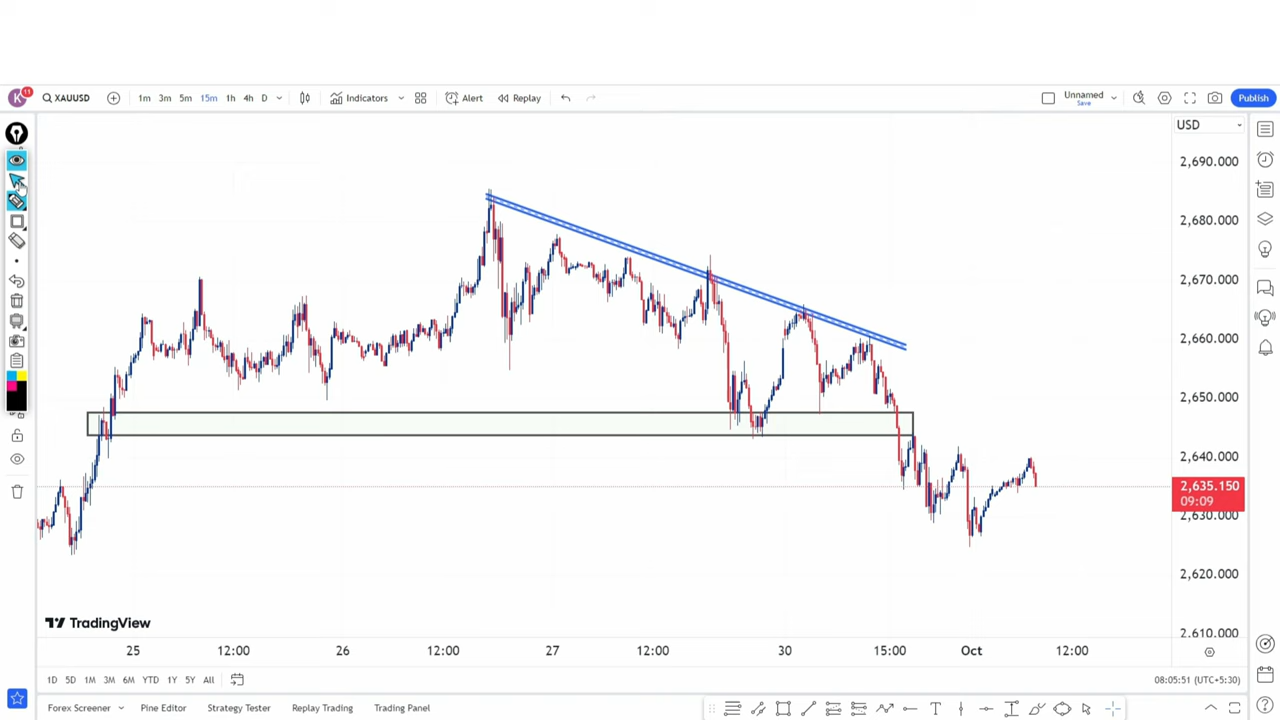 K 11 XAUUSD 1m 3m 5m 15m 1h 4h D Indicators Alert Replay Unnamed Publish
Save
USD
2,690.000
2,680.000
2,670.000
2,660.000
2,650.000
2,640.000
2,635.150
09:09
2,630.000
2,620.000
2,610.000
TradingView
25 12:00 26 12:00 27 12:00 30 15:00 Oct 12:00
1D 5D 1M 3M 6M YTD 1Y 5Y All 08:05:51 (UTC+5:30)
Forex Screener Pine Editor Strategy Tester Replay Trading Trading Panel